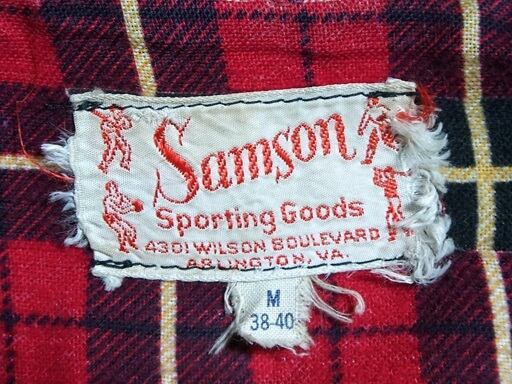 Samson
Sporting Goods
4301 WILSON BOULEVARD
ARLINGTON, VA.
M
38-40